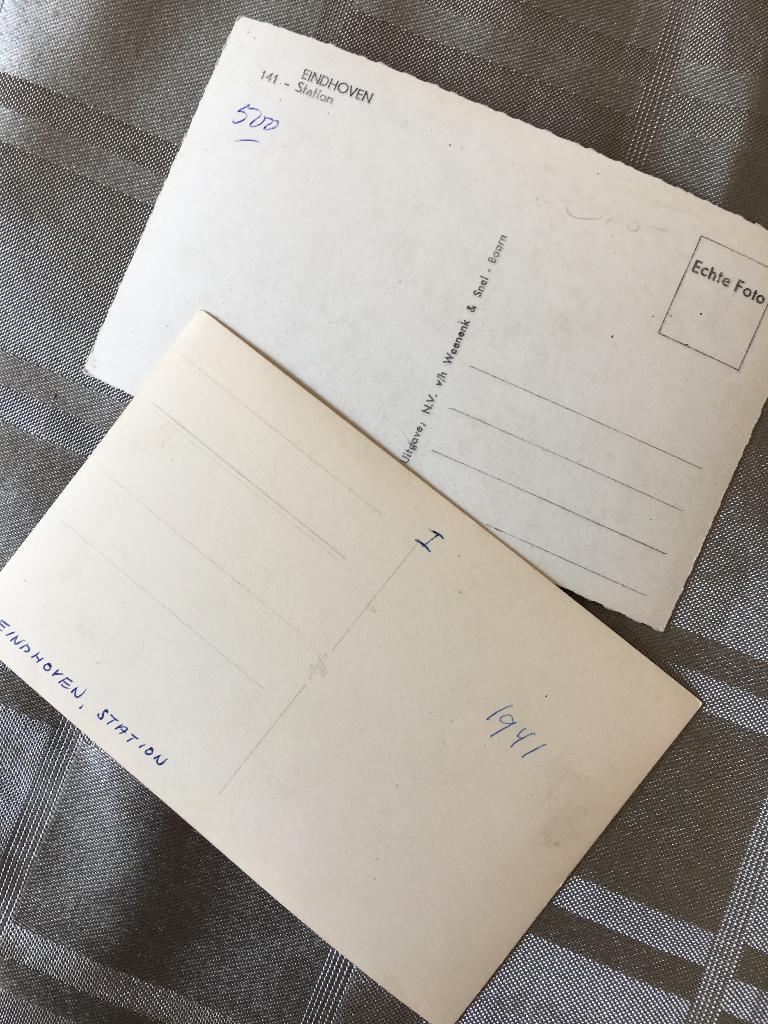 EINDHOVEN
141 - Station
500
Echte Foto
Uitgave: N.V. v/h Weenenk & Snel - Baarn
I
1941
EINDHOVEN, STATION